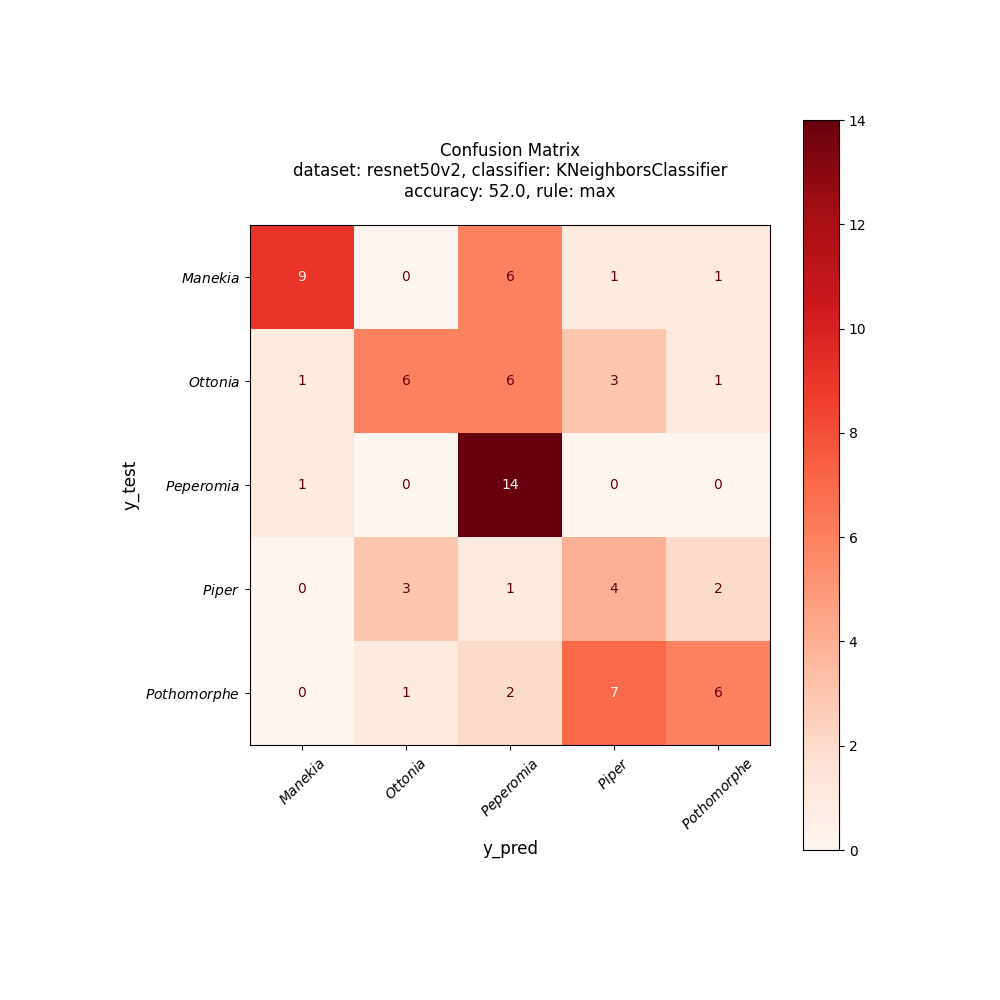 Confusion Matrix
dataset: resnet50v2, classifier: KNeighborsClassifier
accuracy: 52.0, rule: max
y_test
Manekia 9 0 6 1 1
Ottonia 1 6 6 3 1
Peperomia 1 0 14 0 0
Piper 0 3 1 4 2
Pothomorphe 0 1 2 7 6
Manekia Ottonia Peperomia Piper Pothomorphe
y_pred
14
12
10
8
6
4
2
0